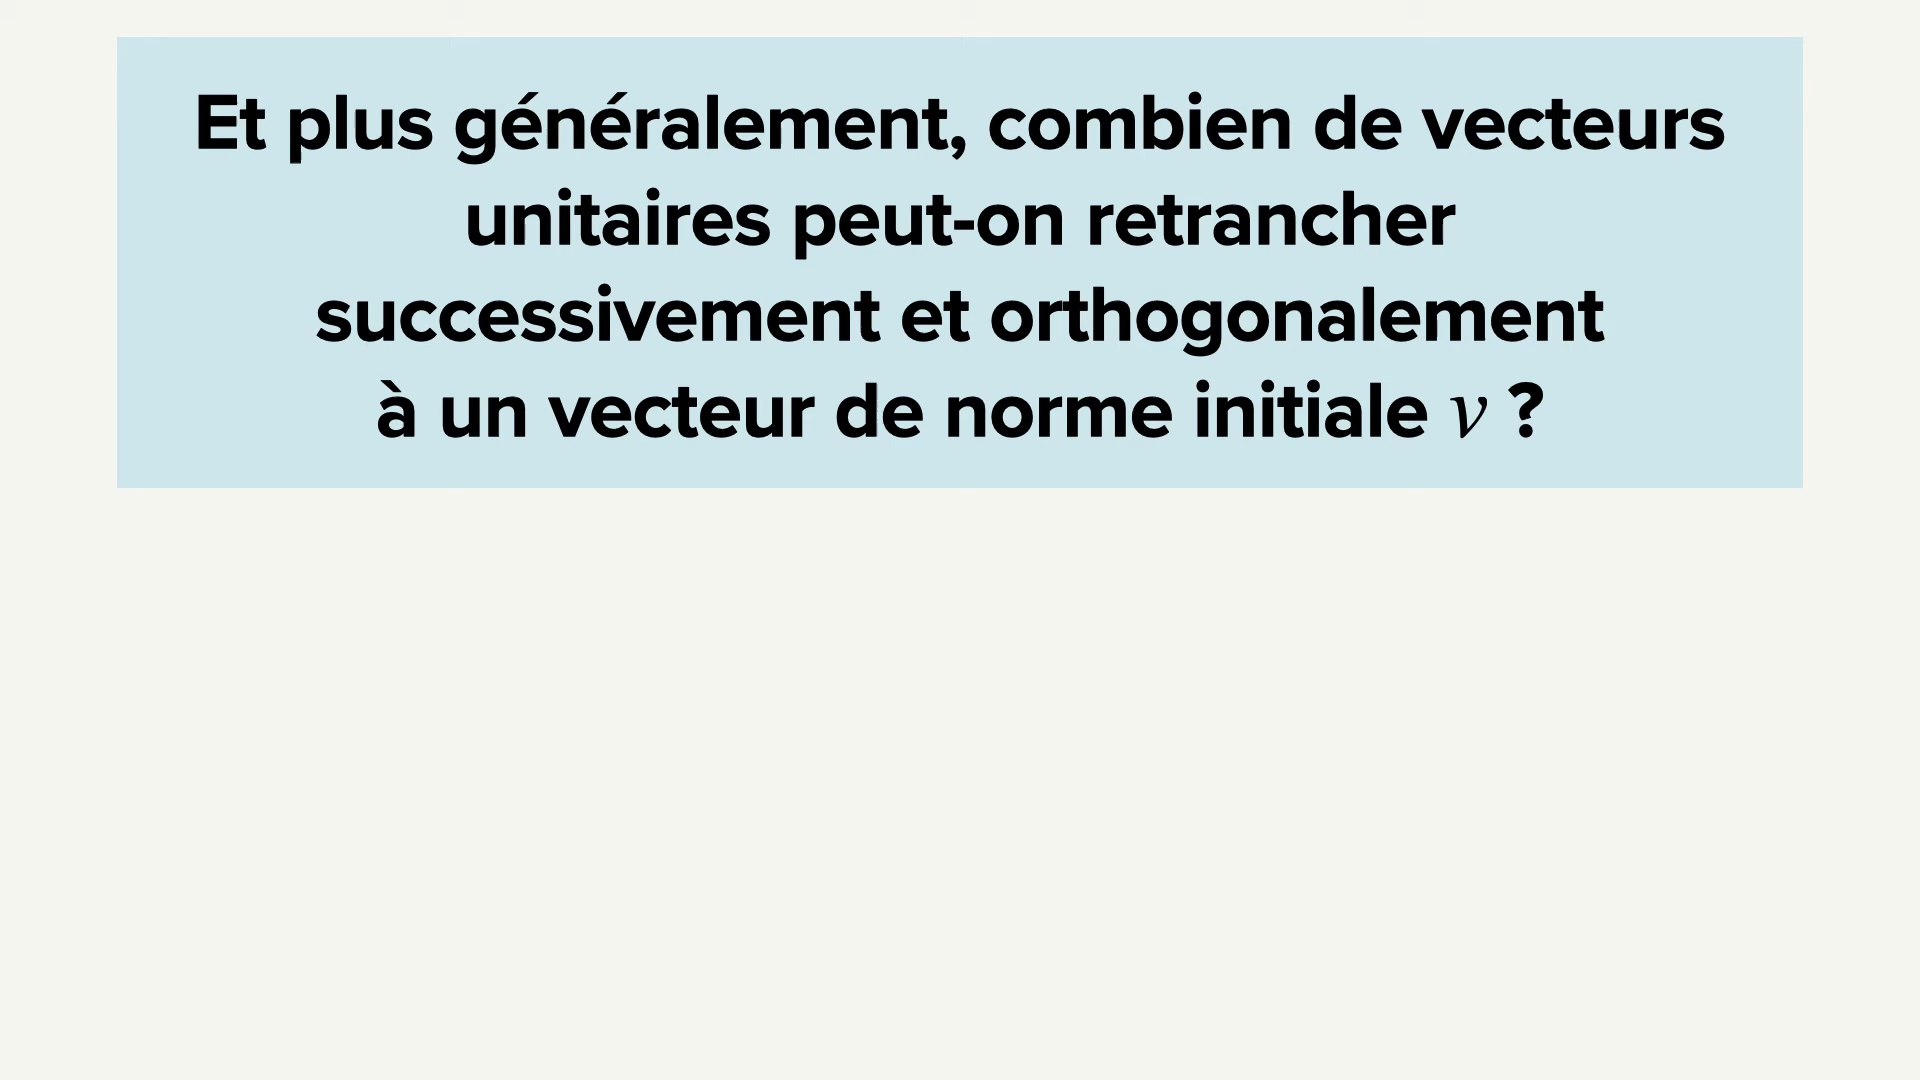 Et plus généralement, combien de vecteurs
unitaires peut-on retrancher
successivement et orthogonalement
à un vecteur de norme initiale v ?